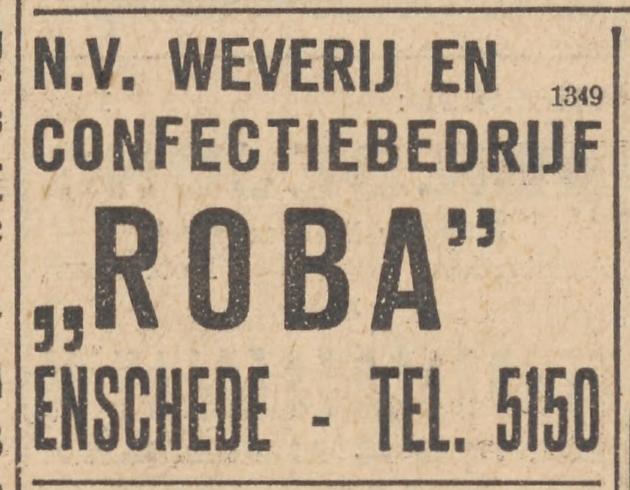 N.V. WEVERIJ EN
1349
CONFECTIEBEDRIJF
„ROBA”
ENSCHEDE - TEL. 5150